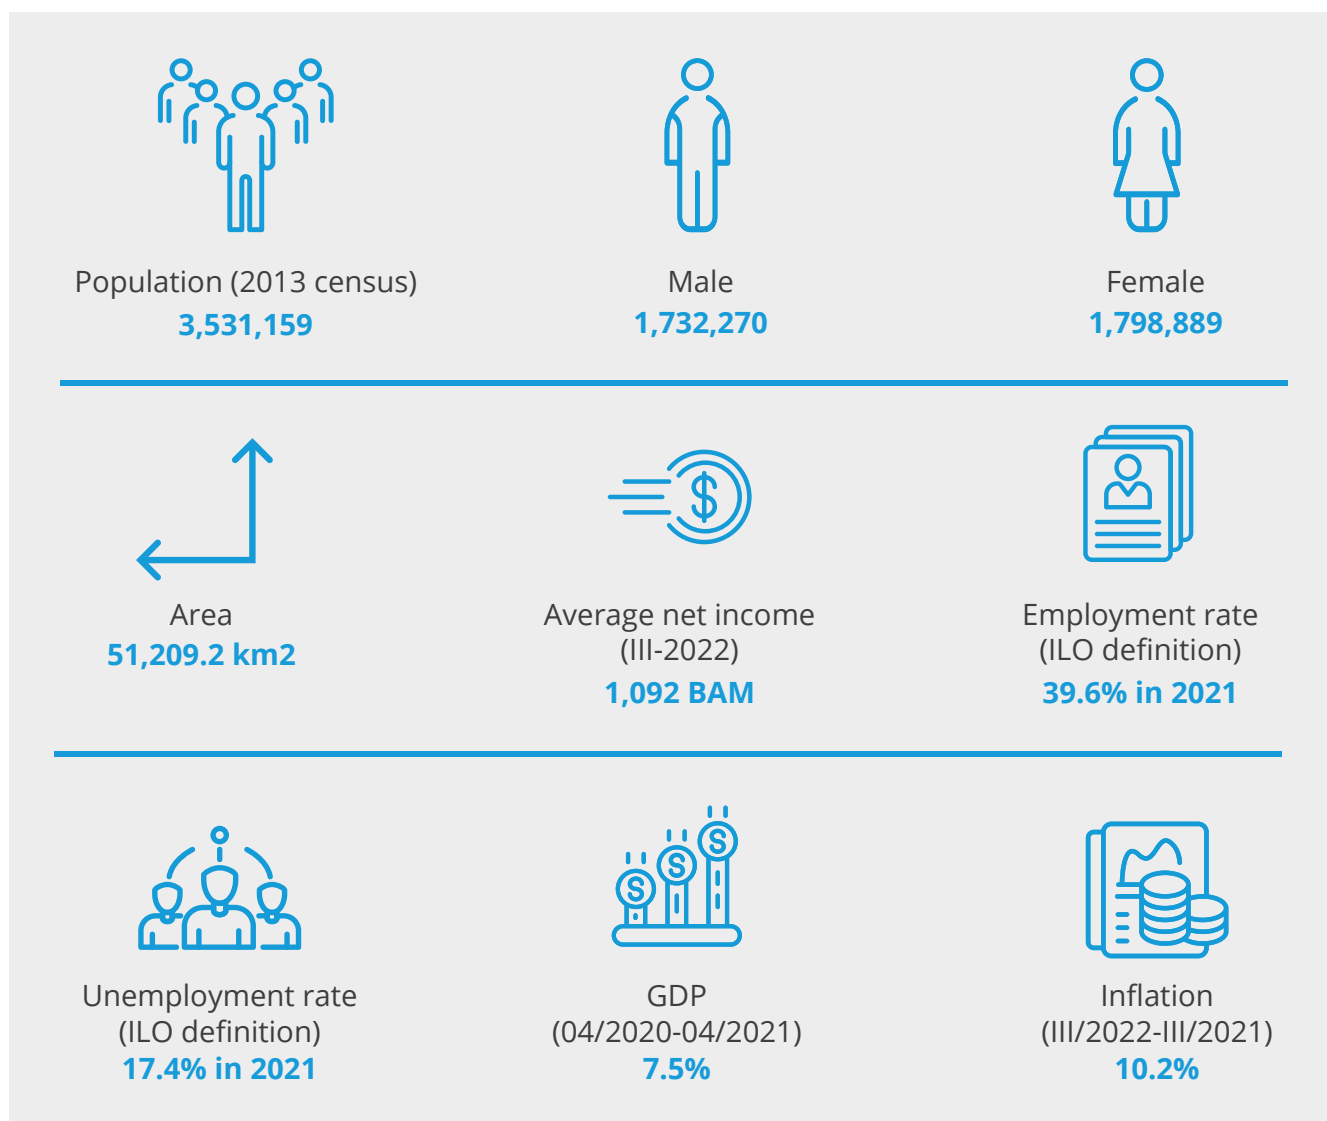 Population (2013 census)
3,531,159
Male
1,732,270
Female
1,798,889
Area
51,209.2 km2
Average net income
(III-2022)
1,092 BAM
Employment rate
(ILO definition)
39.6% in 2021
Unemployment rate
(ILO definition)
17.4% in 2021
GDP
(04/2020-04/2021)
7.5%
Inflation
(III/2022-III/2021)
10.2%